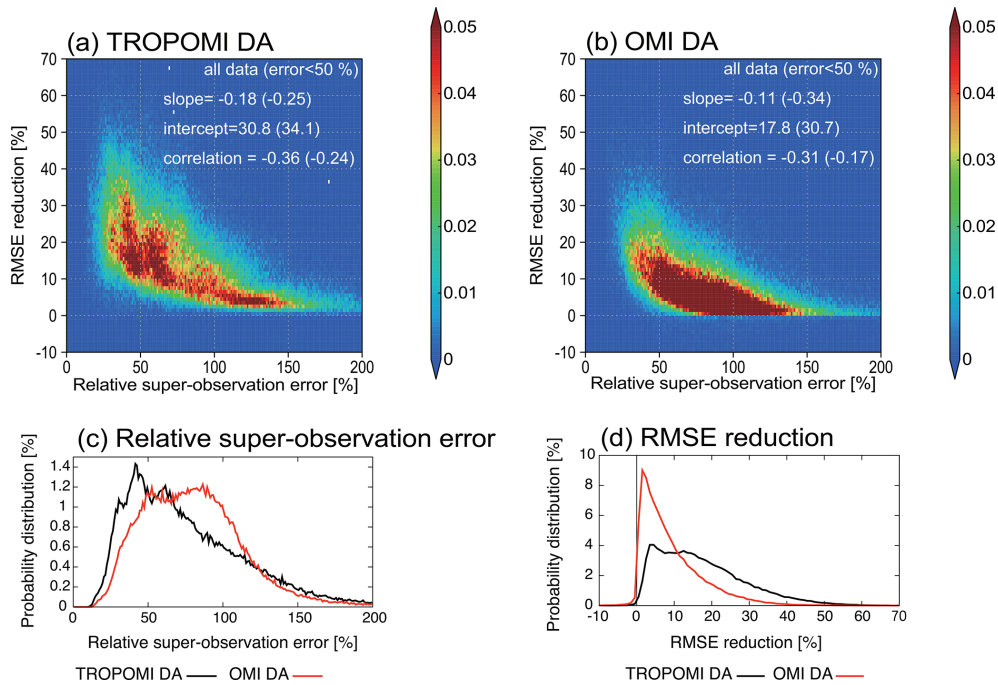 (a) TROPOMI DA
70
60
50
40
30
20
10
0
-10
RMSE reduction [%]
all data (error<50 %)
slope= -0.18 (-0.25)
intercept=30.8 (34.1)
correlation = -0.36 (-0.24)
0 50 100 150 200
Relative super-observation error [%]
0.05
0.04
0.03
0.02
0.01
0
(b) OMI DA
70
60
50
40
30
20
10
0
-10
RMSE reduction [%]
all data (error<50 %)
slope= -0.11 (-0.34)
intercept=17.8 (30.7)
correlation = -0.31 (-0.17)
0 50 100 150 200
Relative super-observation error [%]
0.05
0.04
0.03
0.02
0.01
0
(c) Relative super-observation error
Probability distribution [%]
1.4
1.2
1
0.8
0.6
0.4
0.2
0
0 50 100 150 200
Relative super-observation error [%]
TROPOMI DA OMI DA
(d) RMSE reduction
Probability distribution [%]
10
8
6
4
2
0
-10 0 10 20 30 40 50 60 70
RMSE reduction [%]
TROPOMI DA OMI DA